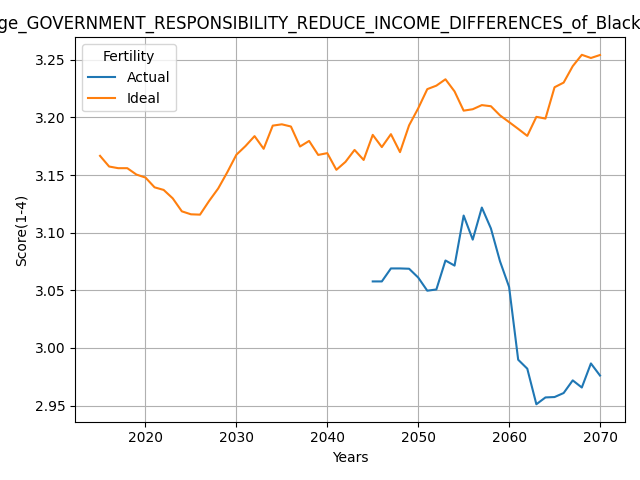 ge_GOVERNMENT_RESPONSIBILITY_REDUCE_INCOME_DIFFERENCES_of_Black
Fertility
Actual
Ideal
3.25
3.20
3.15
3.10
3.05
3.00
2.95
Score(1-4)
2020 2030 2040 2050 2060 2070
Years